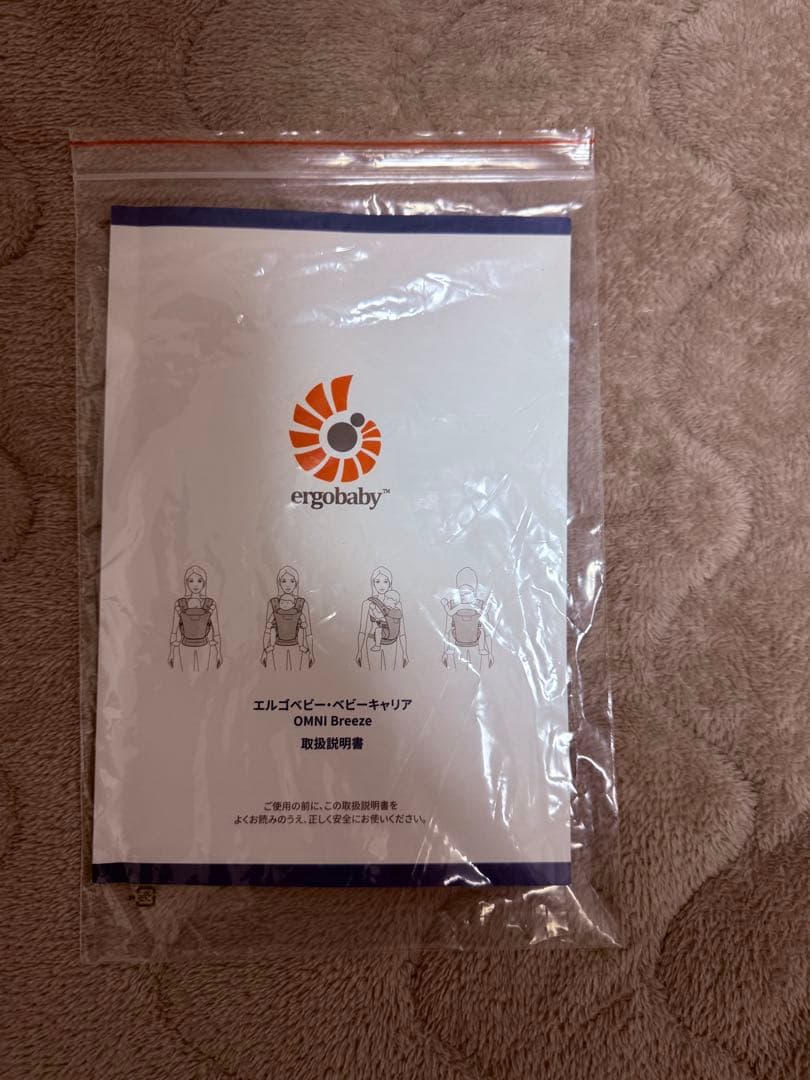 ergobaby™
エルゴベビー・ベビーキャリア
OMNI Breeze
取扱説明書
ご使用の前に、この取扱説明書を
よくお読みのうえ、正しく安全にお使いください。